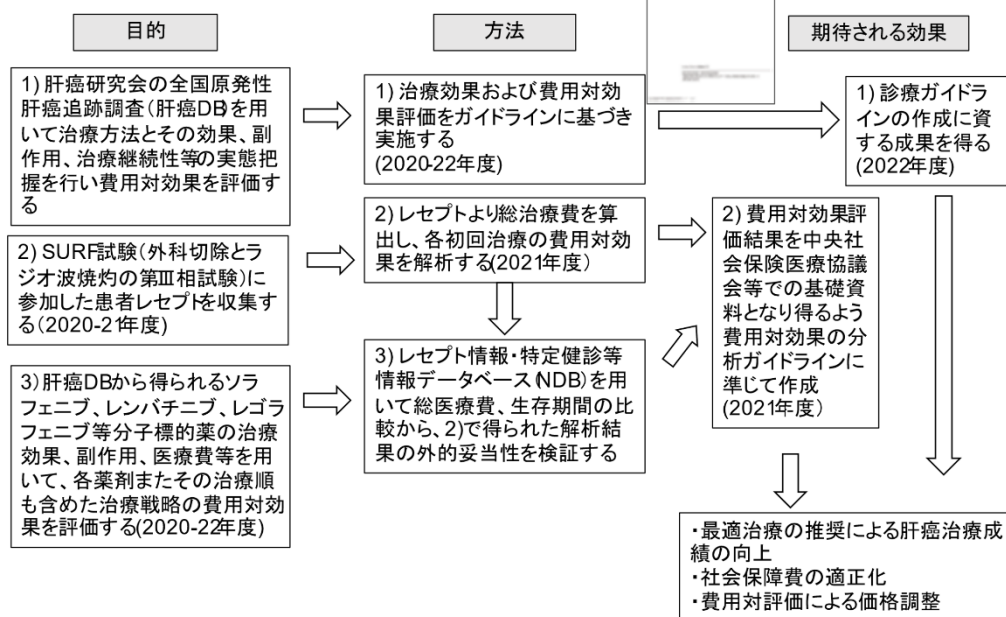 目的
1) 肝癌研究会の全国原発性
肝癌追跡調査(肝癌DB)を用
いて治療方法とその効果、副
作用、治療継続性等の実態把
握を行い費用対効果を評価す
る
2) SURF試験(外科切除とラ
ジオ波焼灼の第Ⅲ相試験)に
参加した患者レセプトを収集す
る(2020-21年度)
3) 肝癌DBから得られるソラ
フェニブ、レンバチニブ、レゴラ
フェニブ等分子標的薬の治療
効果、副作用、医療費等を用
いて、各薬剤またその治療順
も含めた治療戦略の費用対効
果を評価する(2020-22年度)
方法
1) 治療効果および費用対効
果評価をガイドラインに基づき
実施する
(2020-22年度)
2) レセプトより総治療費を算
出し、各初回治療の費用対効
果を解析する(2021年度)
3) レセプト情報・特定健診等
情報データベース(NDB)を用
いて総医療費、生存期間の比
較から、2)で得られた解析結
果の外的妥当性を検証する
期待される効果
1) 診療ガイドラ
インの作成に資
する成果を得る
(2022年度)
2) 費用対効果評
価結果を中央社
会保険医療協議
会等での基礎資
料となり得るよう
費用対効果の分
析ガイドラインに
準じて作成
(2021年度)
・最適治療の推奨による肝癌治療成
績の向上
・社会保障費の適正化
・費用対評価による価格調整